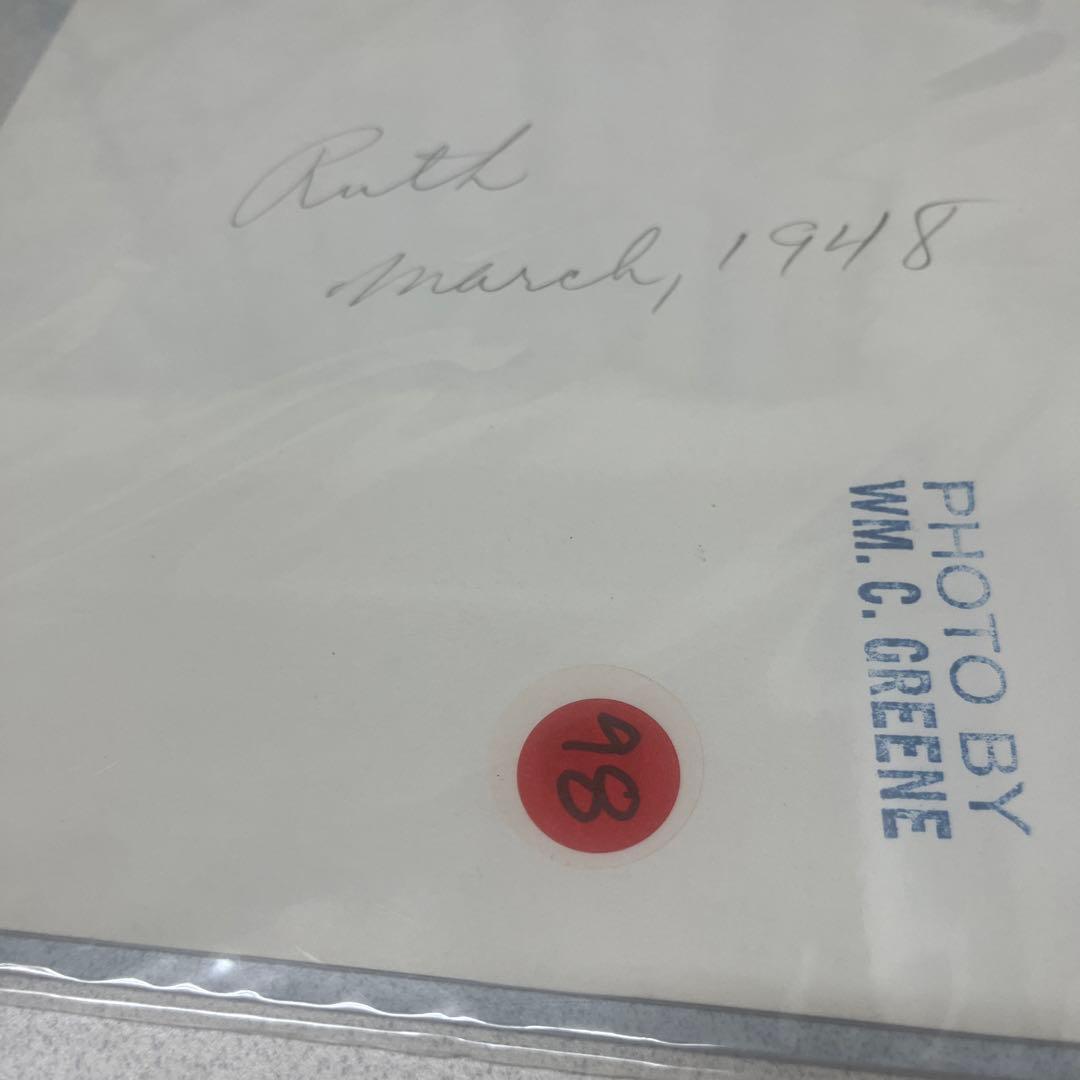 Ruth
March, 1948
PHOTO BY
WM. C. GREENE
98